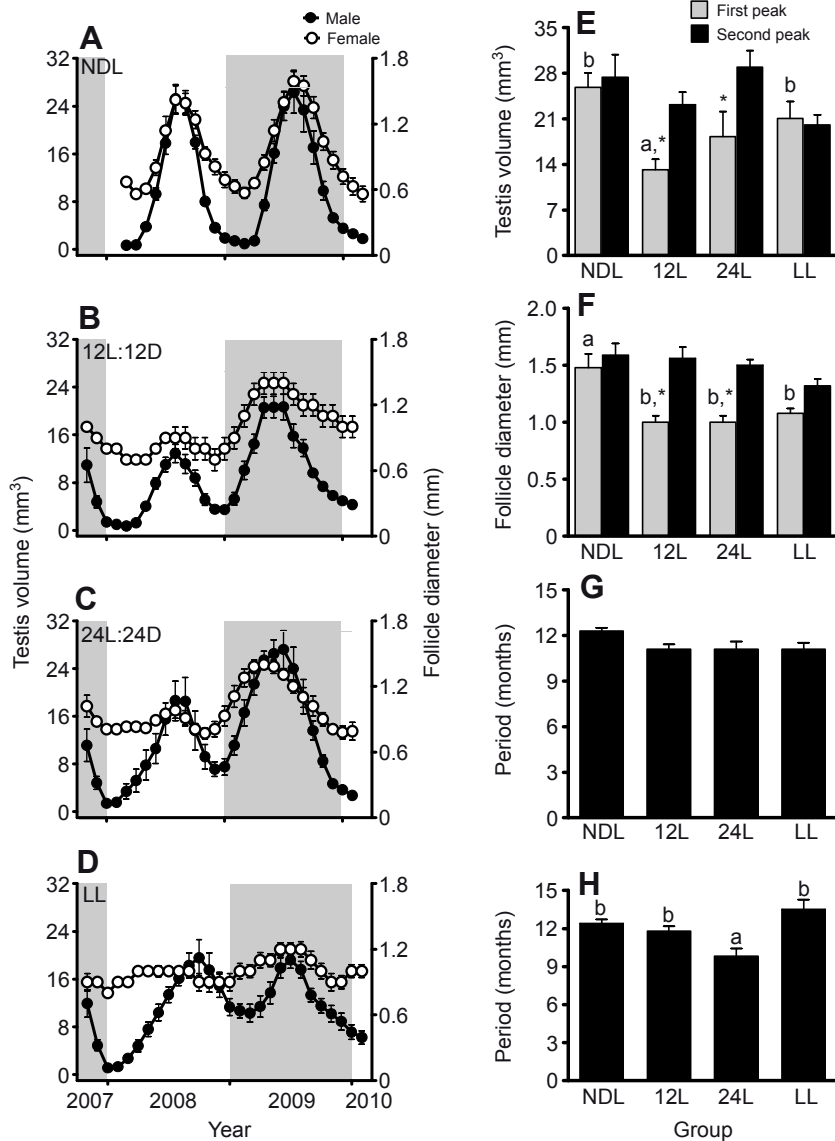 Male
Female
A
NDL
32
24
16
8
0
1.8
1.2
0.6
0
B
12L:12D
32
24
16
8
0
1.8
1.2
0.6
0
C
24L:24D
32
24
16
8
0
1.8
1.2
0.6
0
D
LL
32
24
16
8
0
1.8
1.2
0.6
0
Testis volume (mm³)
Follicle diameter (mm)
2007 2008 2009 2010
Year
First peak
Second peak
E
Testis volume (mm³)
35
28
21
14
7
0
b a,* * b
NDL 12L 24L LL
F
Follicle diameter (mm)
2.0
1.5
1.0
0.5
0
a b,* b,* b
NDL 12L 24L LL
G
Period (months)
15
12
9
6
3
0
NDL 12L 24L LL
H
Period (months)
15
12
9
6
3
0
b b a b
NDL 12L 24L LL
Group